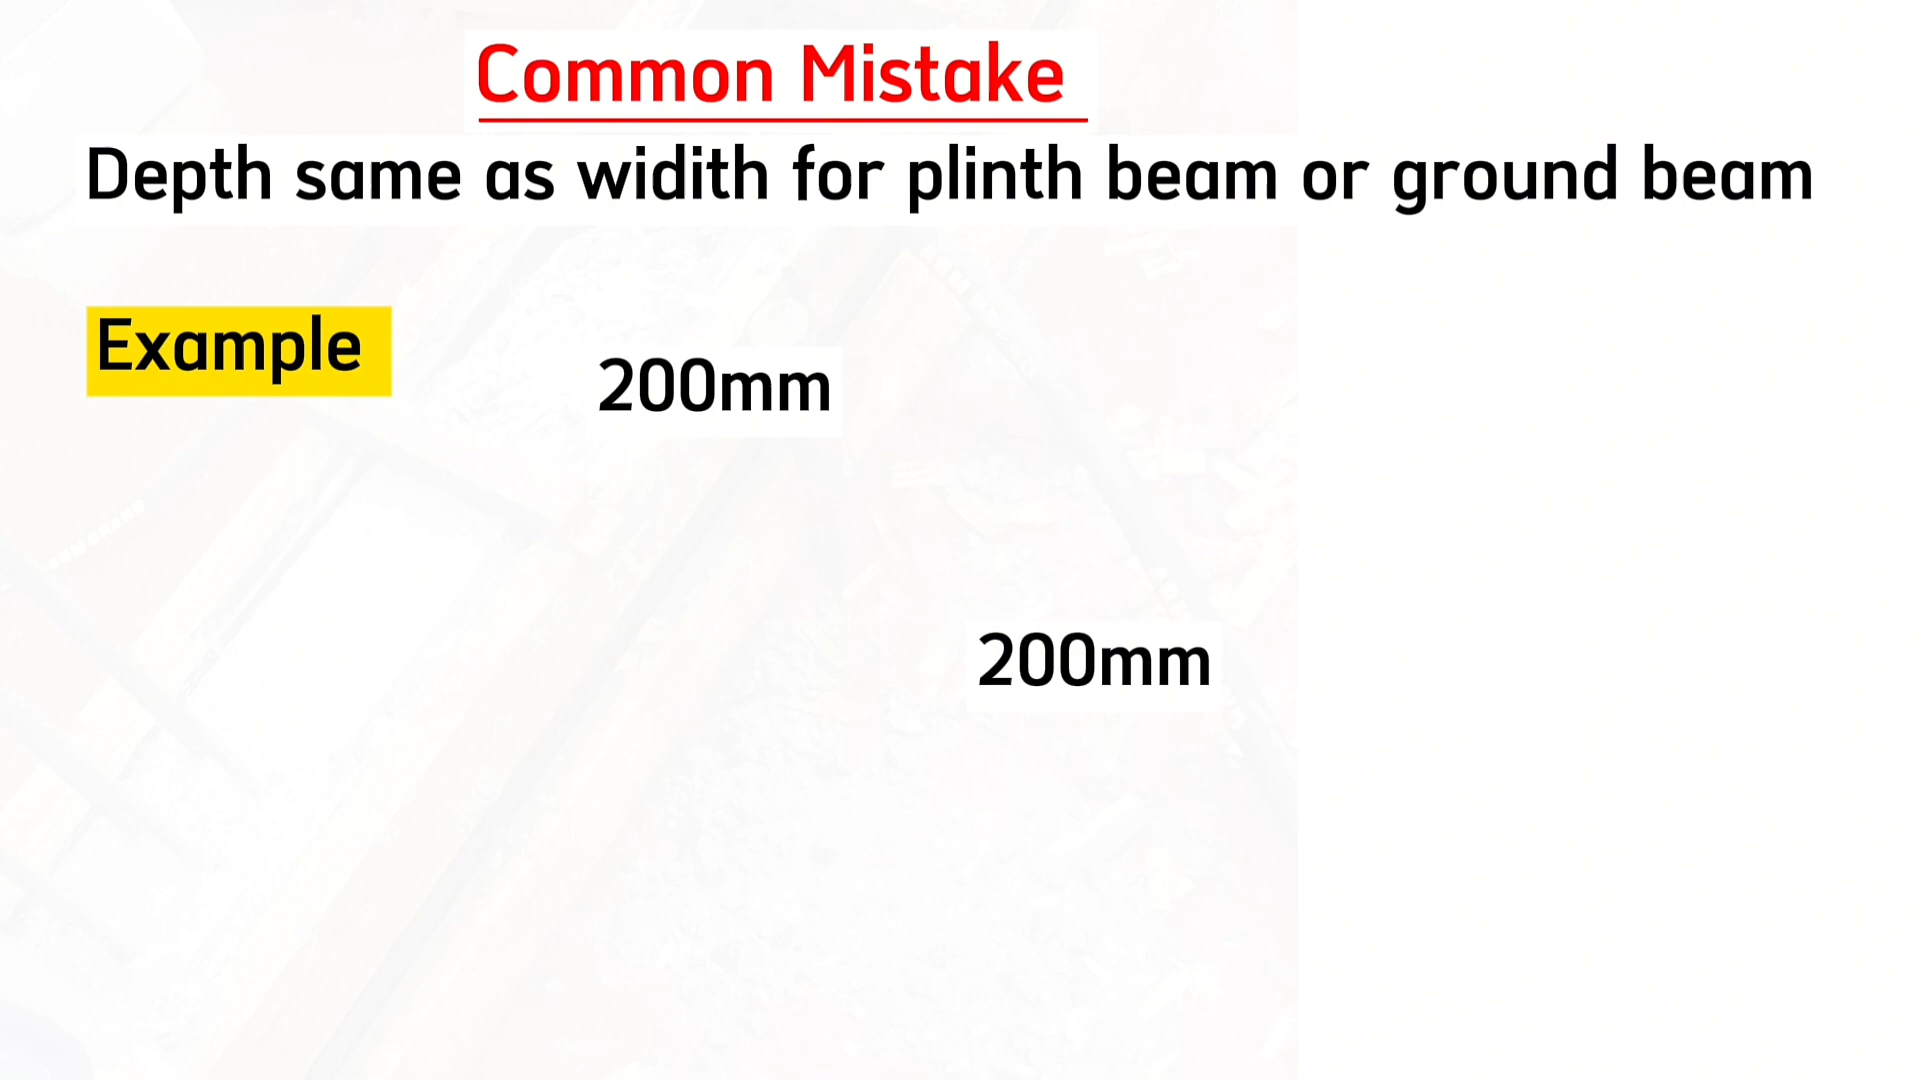 Common Mistake
Depth same as widith for plinth beam or ground beam
Example
200mm
200mm